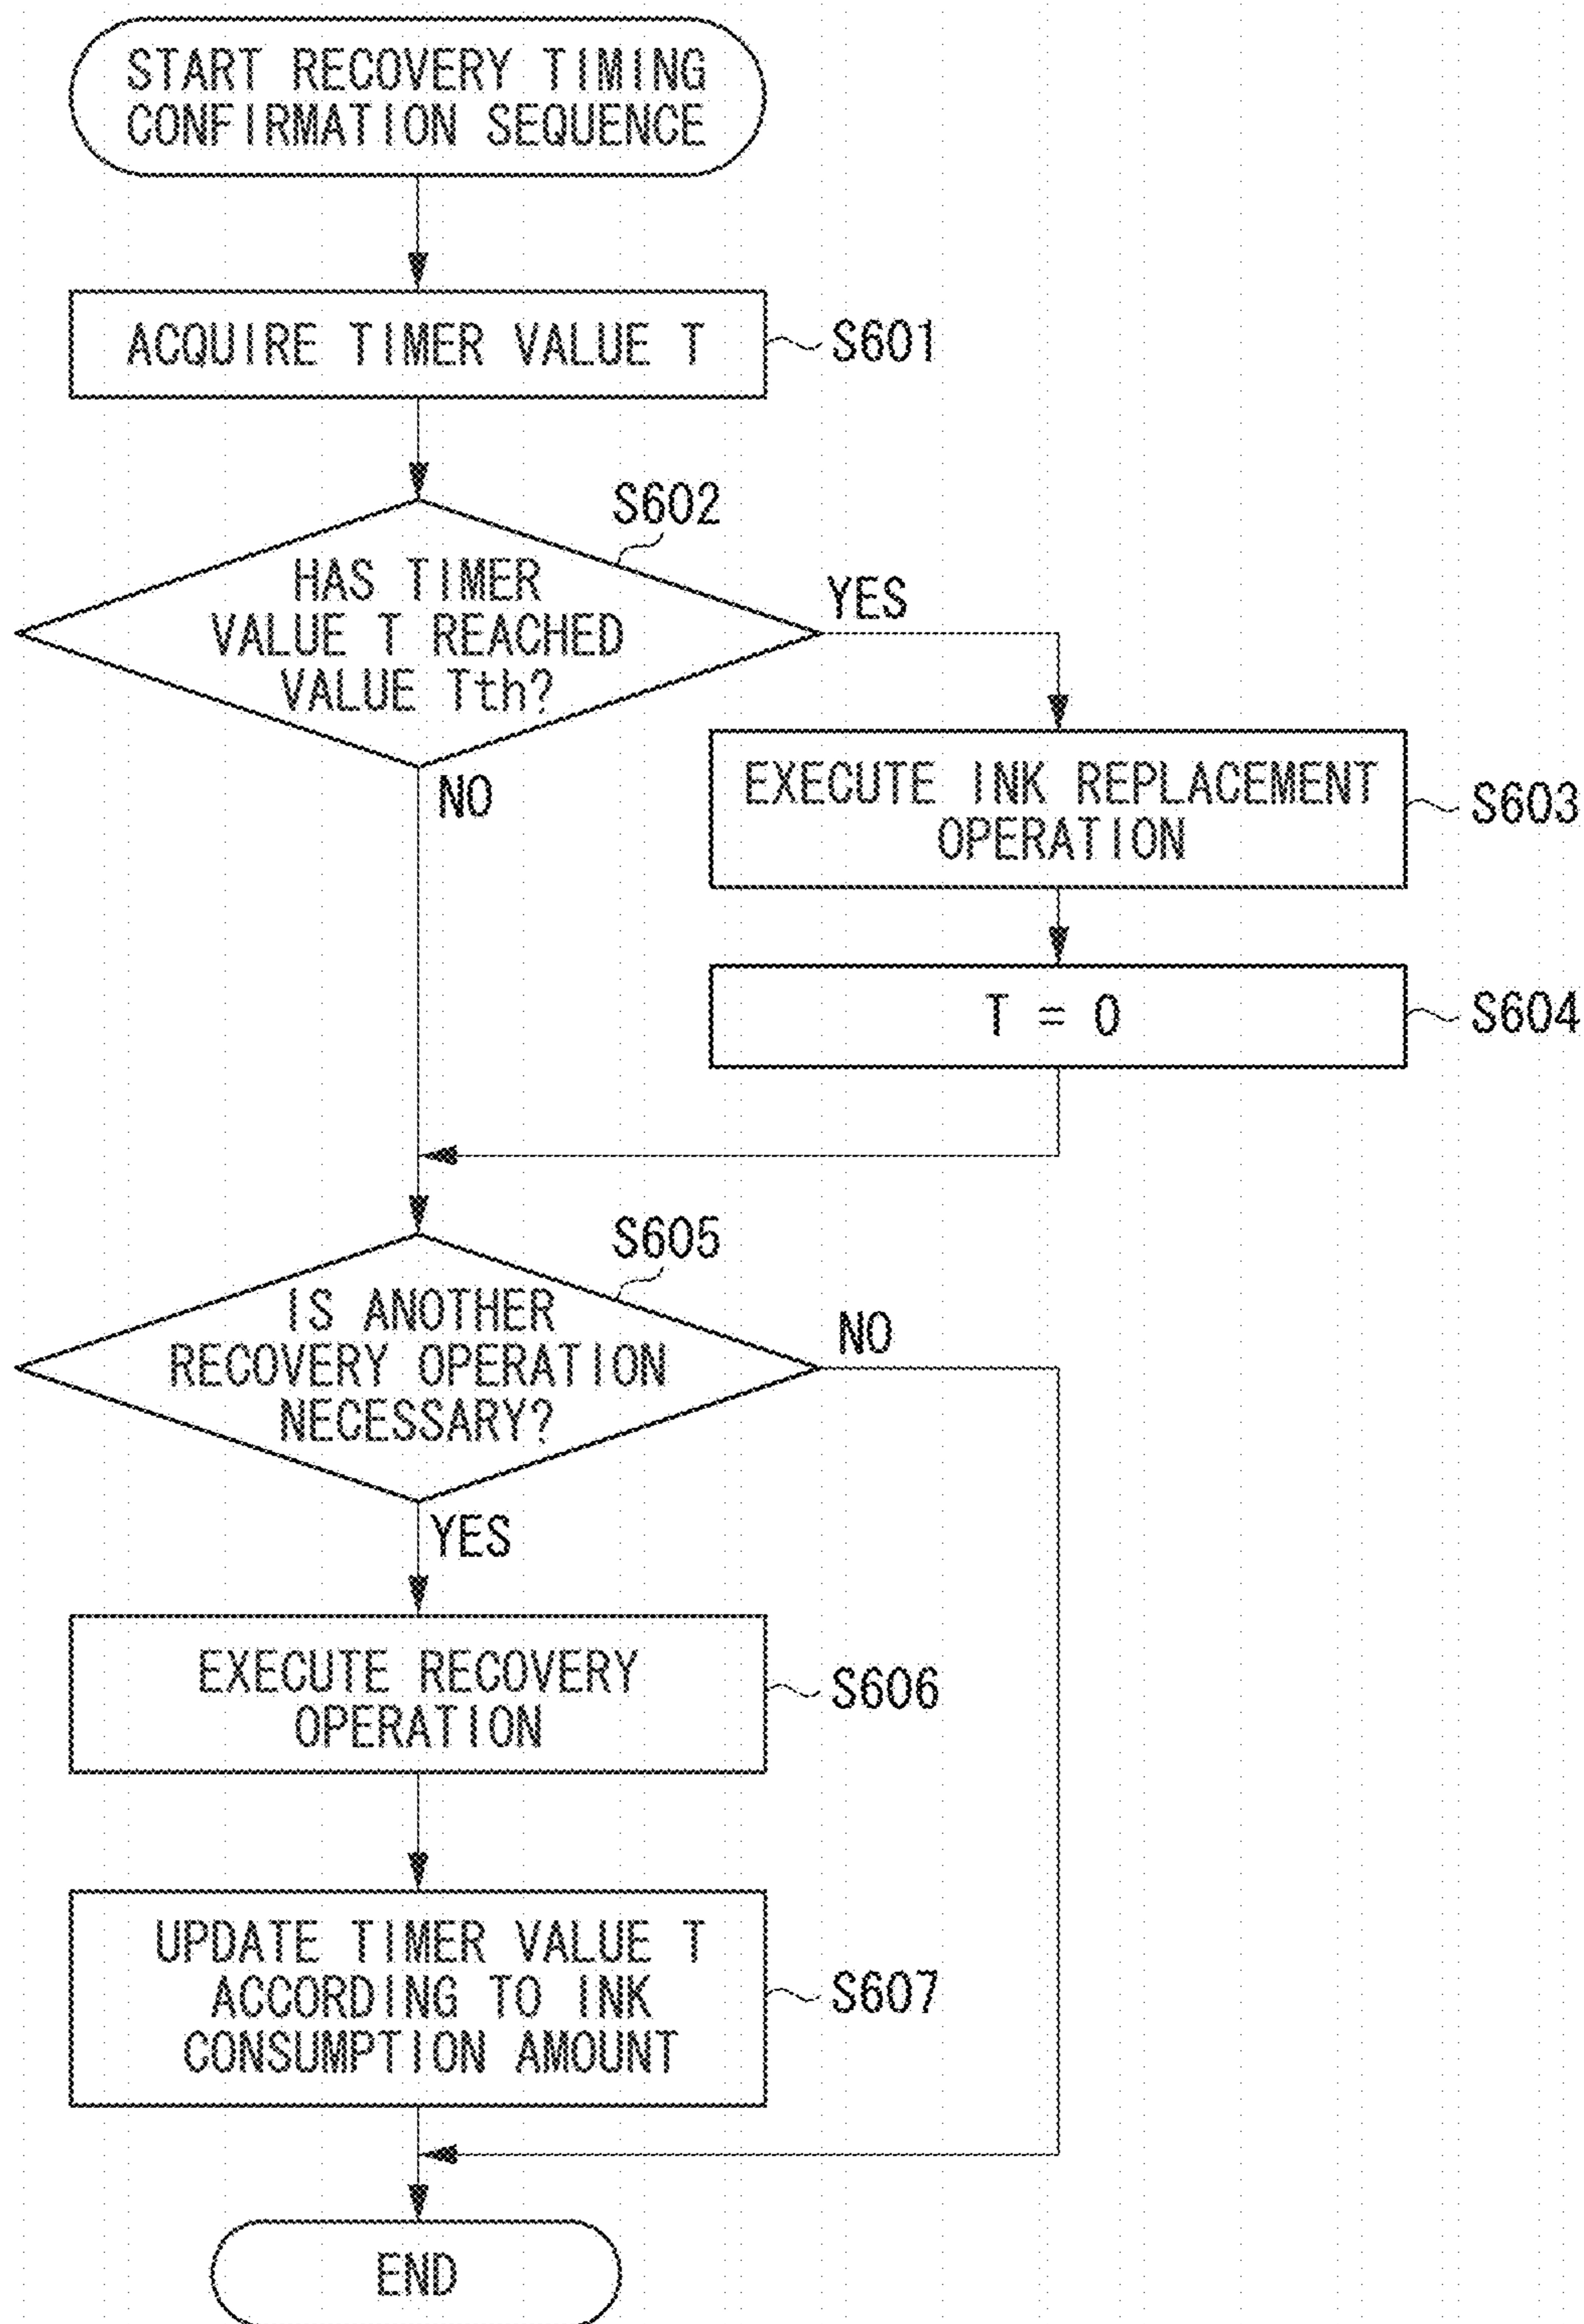 START RECOVERY TIMING
CONFIRMATION SEQUENCE
ACQUIRE TIMER VALUE T
S601
S602
HAS TIMER
VALUE T REACHED
VALUE Tth?
YES
NO
EXECUTE INK REPLACEMENT
OPERATION
S603
T = 0
S604
S605
IS ANOTHER
RECOVERY OPERATION
NECESSARY?
NO
YES
EXECUTE RECOVERY
OPERATION
S606
UPDATE TIMER VALUE T
ACCORDING TO INK
CONSUMPTION AMOUNT
S607
END